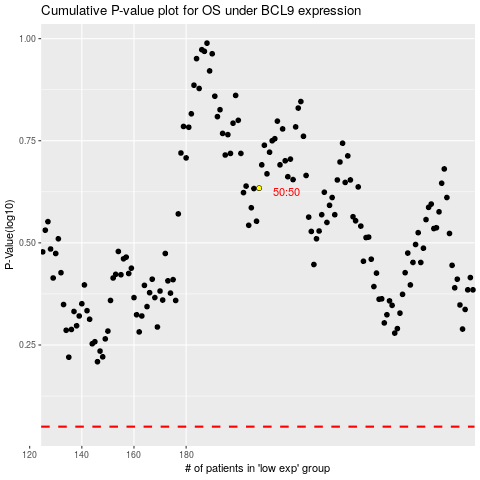 Cumulative P-value plot for OS under BCL9 expression
P-Value(log10)
1.00
0.75
0.50
0.25
50:50
120 140 160 180
# of patients in 'low exp' group